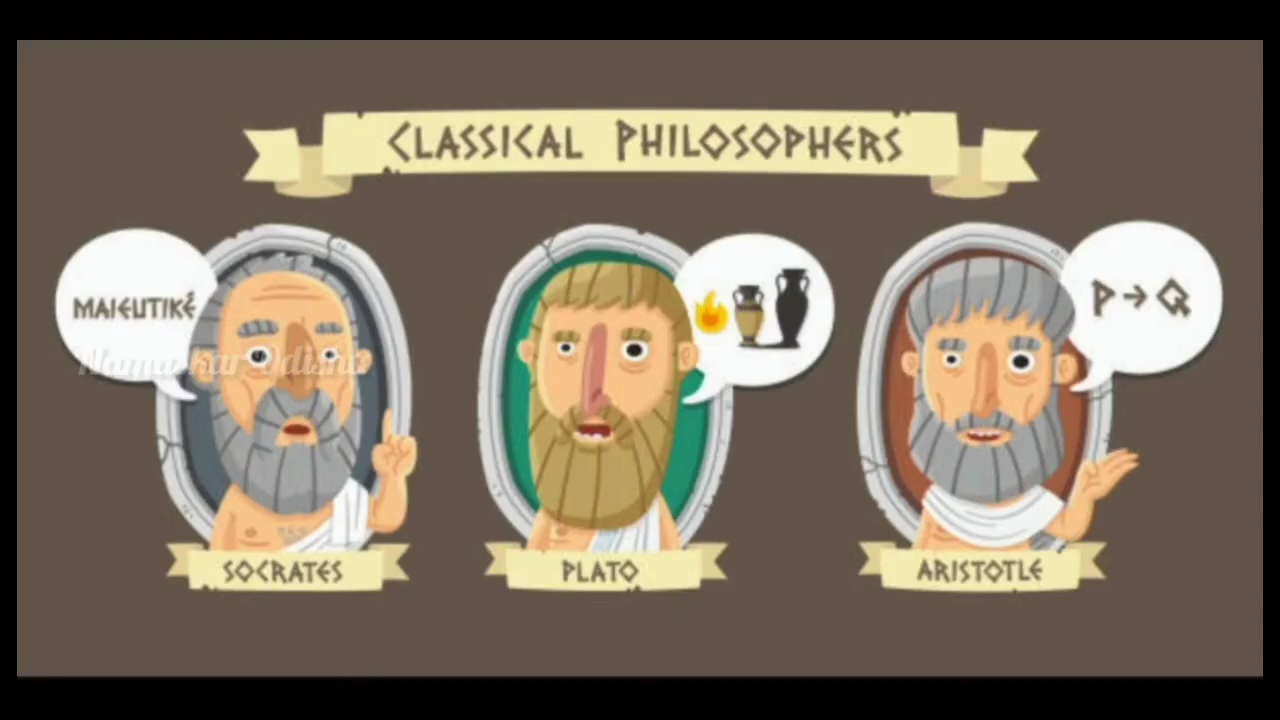 CLASSICAL PHILOSOPHERS
MAIEUTIKÉ
P → Q
SOCRATES
PLATO
ARISTOTLE